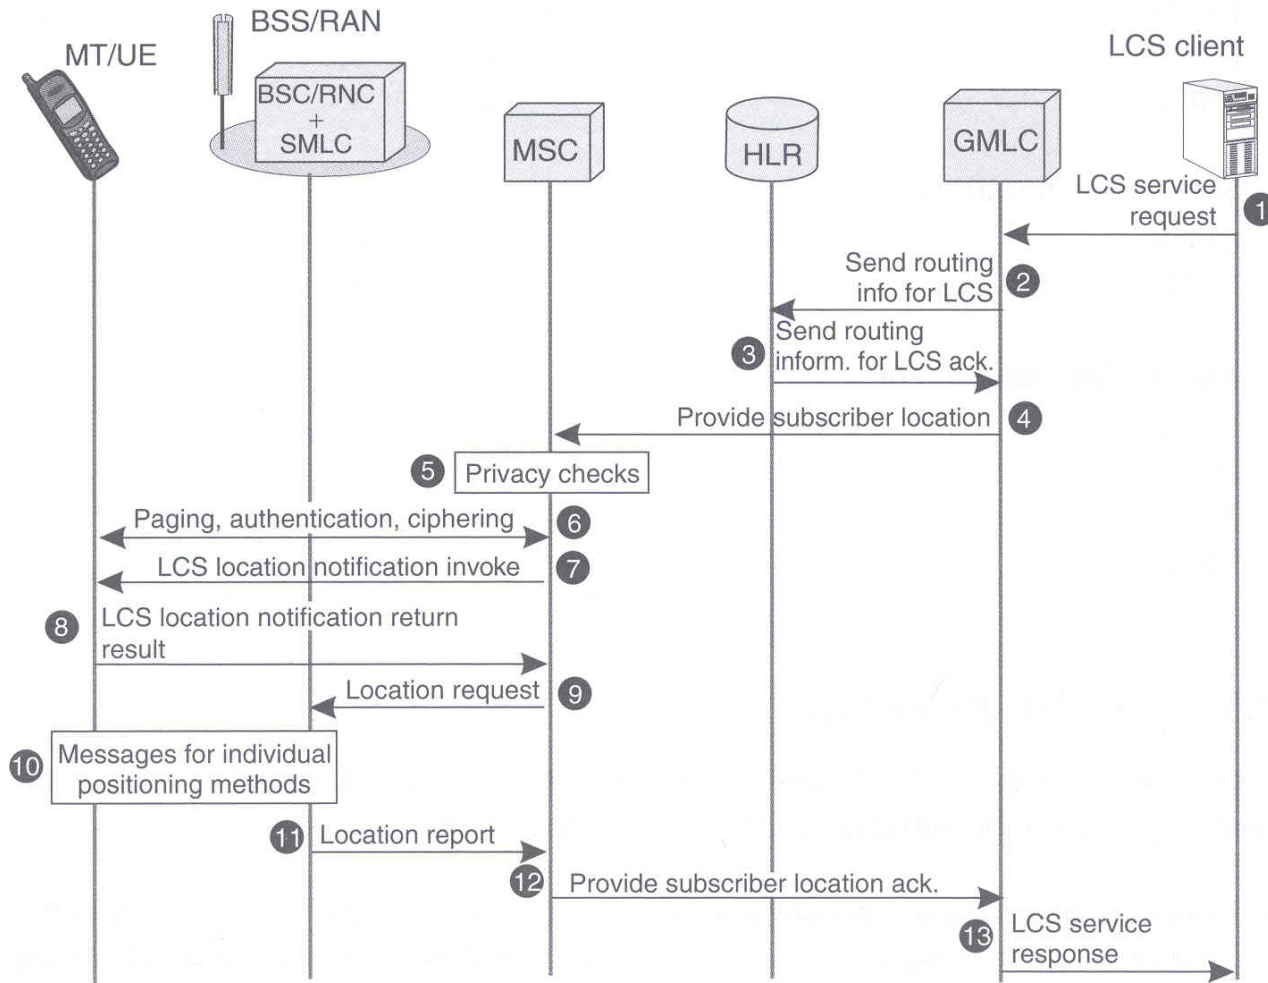 BSS/RAN
MT/UE
LCS client
BSC/RNC
+
SMLC
MSC
HLR
GMLC
LCS service
request
1
Send routing
info for LCS
2
3
Send routing
inform. for LCS ack.
Provide subscriber location
4
5
Privacy checks
Paging, authentication, ciphering
6
LCS location notification invoke
7
8
LCS location notification return
result
Location request
9
10
Messages for individual
positioning methods
11
Location report
12
Provide subscriber location ack.
13
LCS service
response